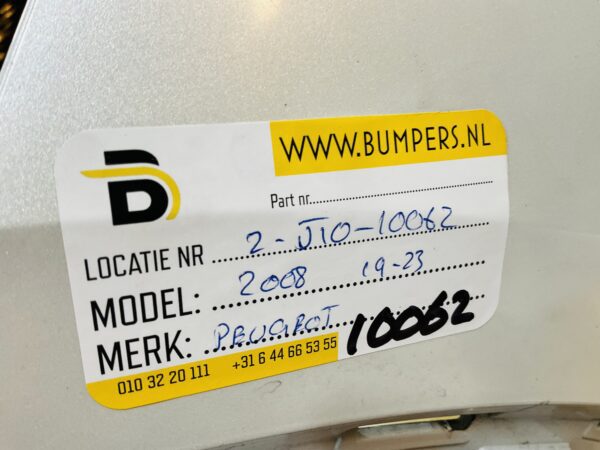 WWW.BUMPERS.NL
B
Part nr.
LOCATIE NR 2-J10-10062
MODEL: 2008 19-23
MERK: PEUGEOT 10062
010 32 20 111 +31 6 44 66 53 55